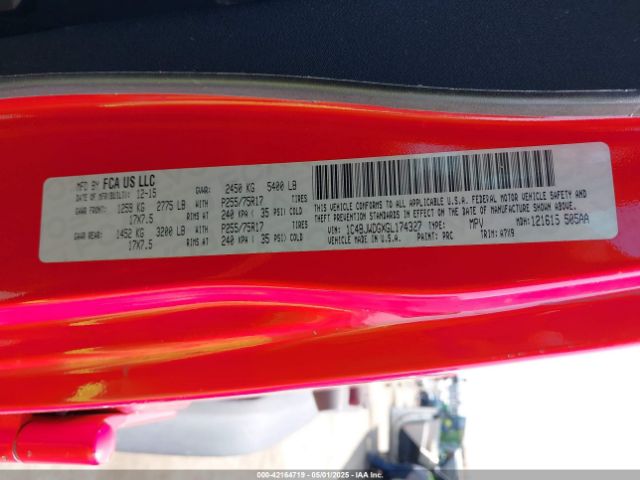 MFD BY FCA US LLC
DATE OF MFR(BUILT): 12-15 GVWR: 2450 KG 5400 LB
GAWR FRONT: 1259 KG 2775 LB WITH P255/75R17 TIRES
17X7.5 RIMS AT 240 KPA ( 35 PSI) COLD
GAWR REAR: 1452 KG 3200 LB WITH P255/75R17 TIRES
17X7.5 RIMS AT 240 KPA ( 35 PSI) COLD
THIS VEHICLE CONFORMS TO ALL APPLICABLE U.S.A. FEDERAL MOTOR VEHICLE SAFETY AND
THEFT PREVENTION STANDARDS IN EFFECT ON THE DATE OF MANUFACTURE SHOWN ABOVE.
VIN: 1C4BJWDGXGL174327 TYPE: MPV MDH:121615 505AA
VEHICLE MADE IN U.S.A. PAINT: PRC TRIM: A7X9
000-42164719 - 05/01/2025 - IAAI.COM